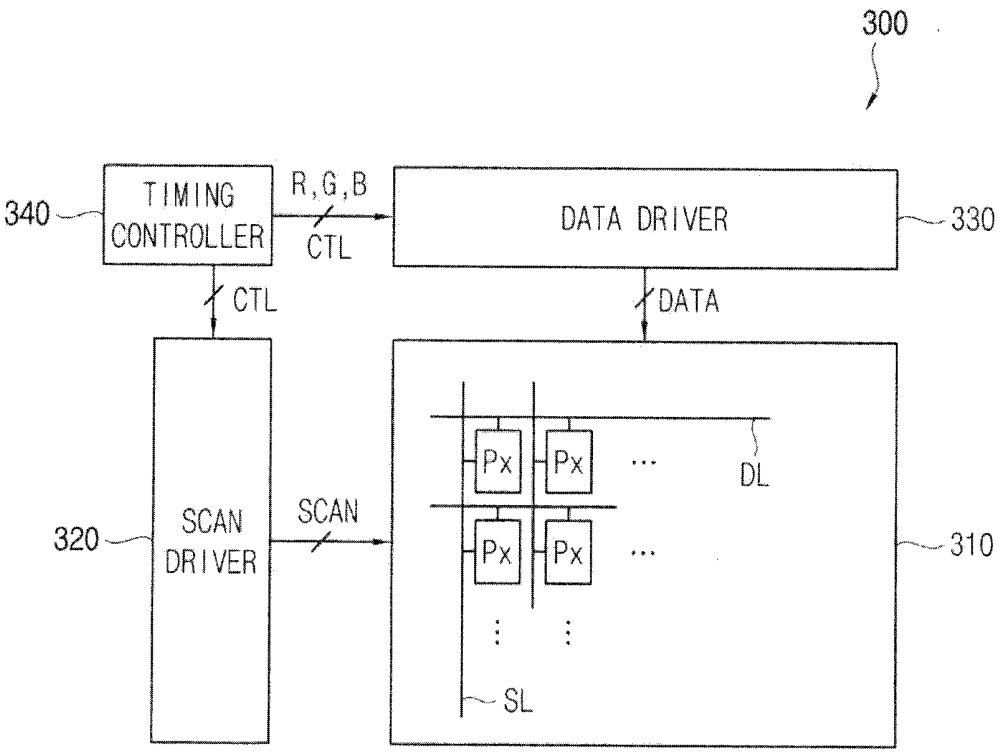 300
340
TIMING
CONTROLLER
R,G,B
CTL
DATA DRIVER
330
CTL
DATA
320
SCAN
DRIVER
SCAN
Px
Px
...
DL
Px
Px
...
310
⋮
⋮
SL